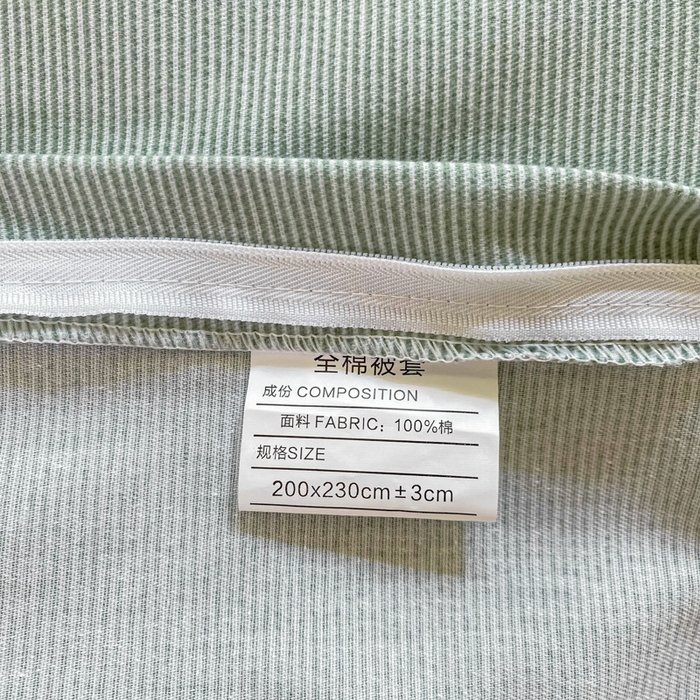 全棉被套
成份 COMPOSITION
面料 FABRIC: 100%棉
规格SIZE
200x230cm±3cm